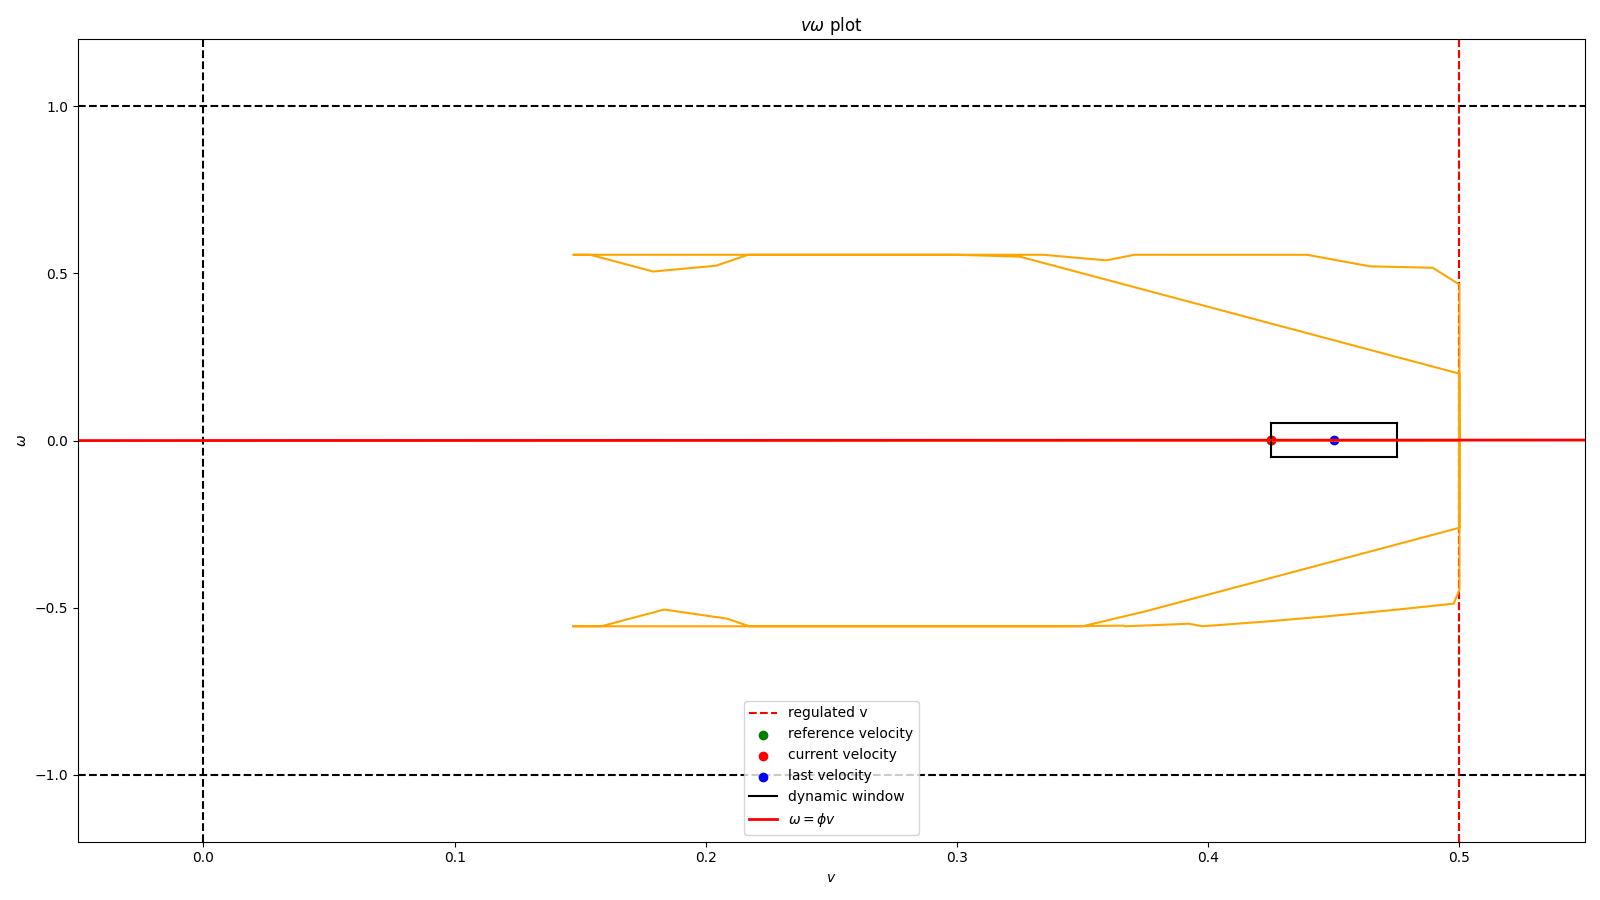 vω plot
1.0
0.5
0.0
−0.5
−1.0
ω
regulated v
reference velocity
current velocity
last velocity
dynamic window
ω = ϕv
0.0 0.1 0.2 0.3 0.4 0.5
v